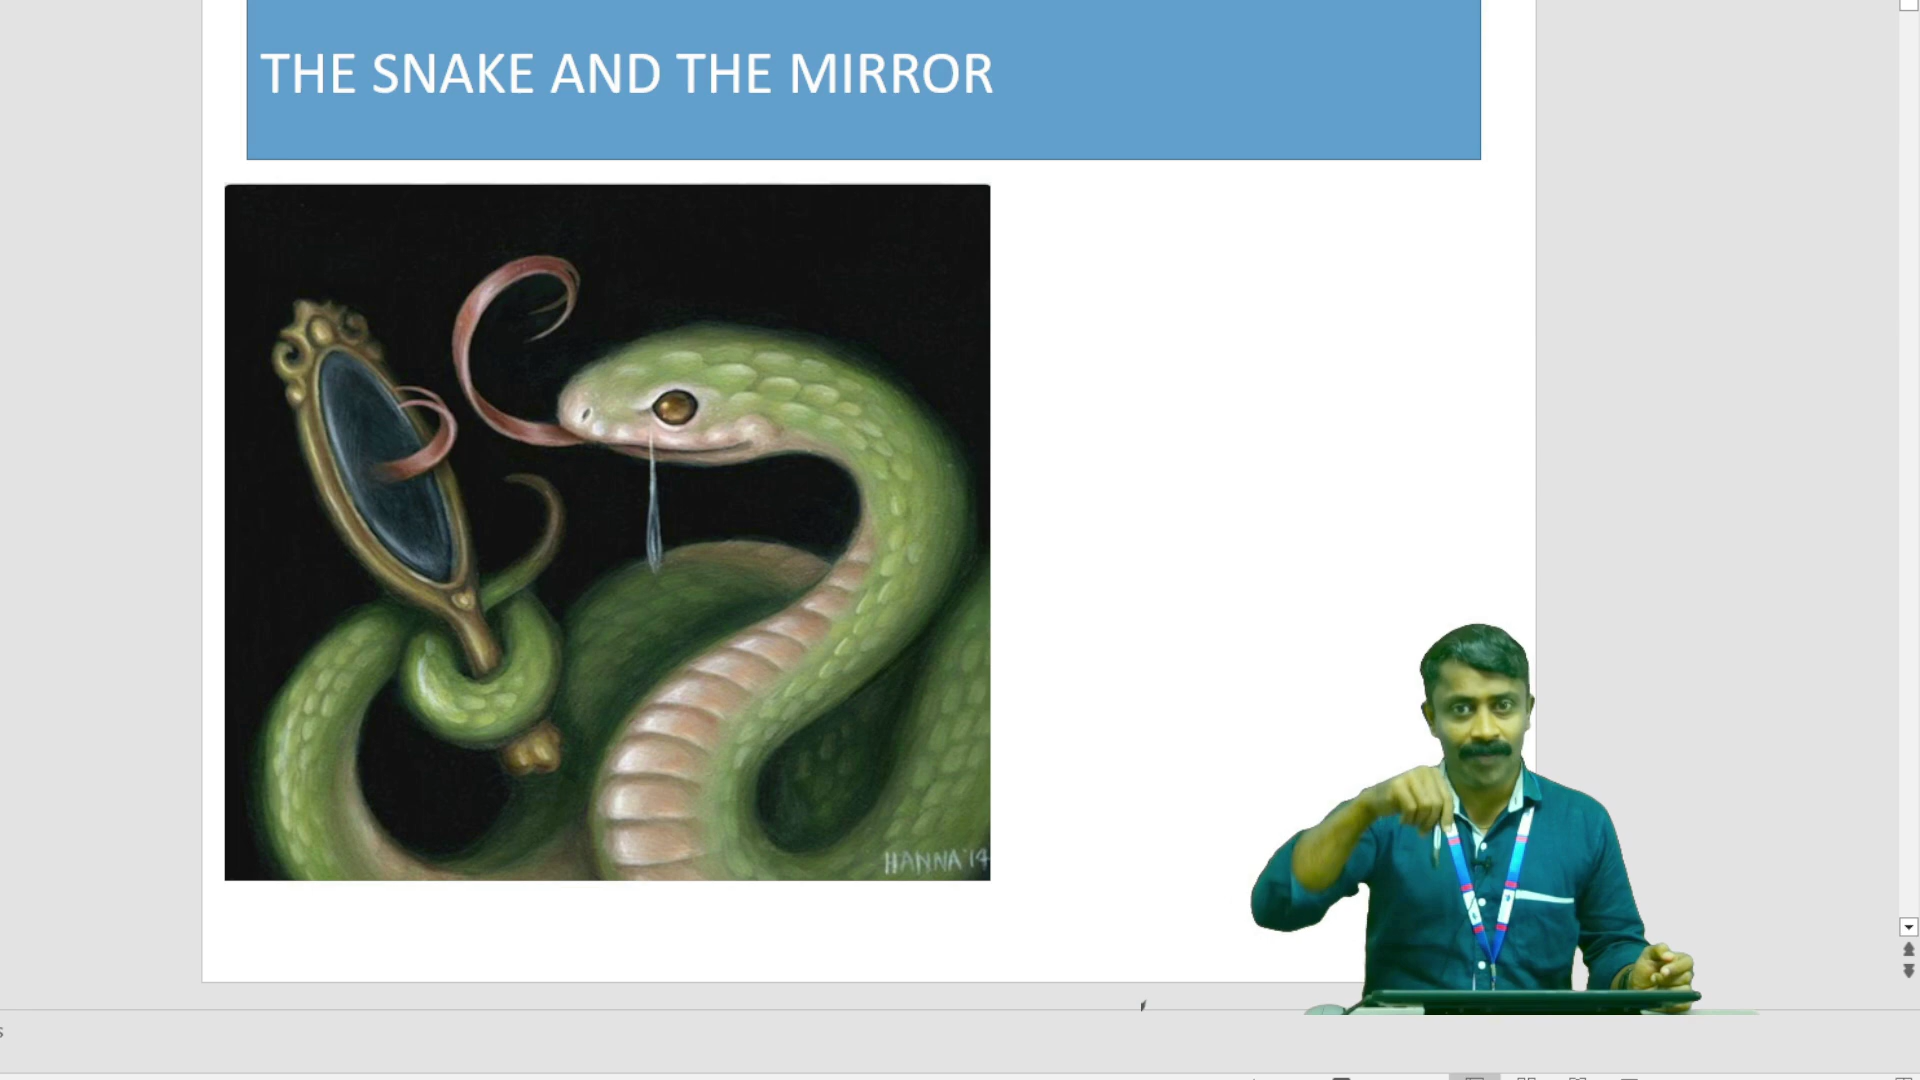 THE SNAKE AND THE MIRROR
HANNA '14